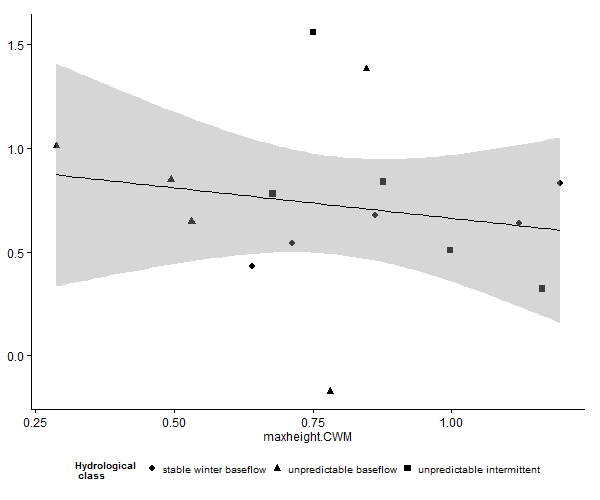 1.5
1.0
0.5
0.0
0.25 0.50 0.75 1.00
maxheight.CWM
Hydrological
class
stable winter baseflow unpredictable baseflow unpredictable intermittent